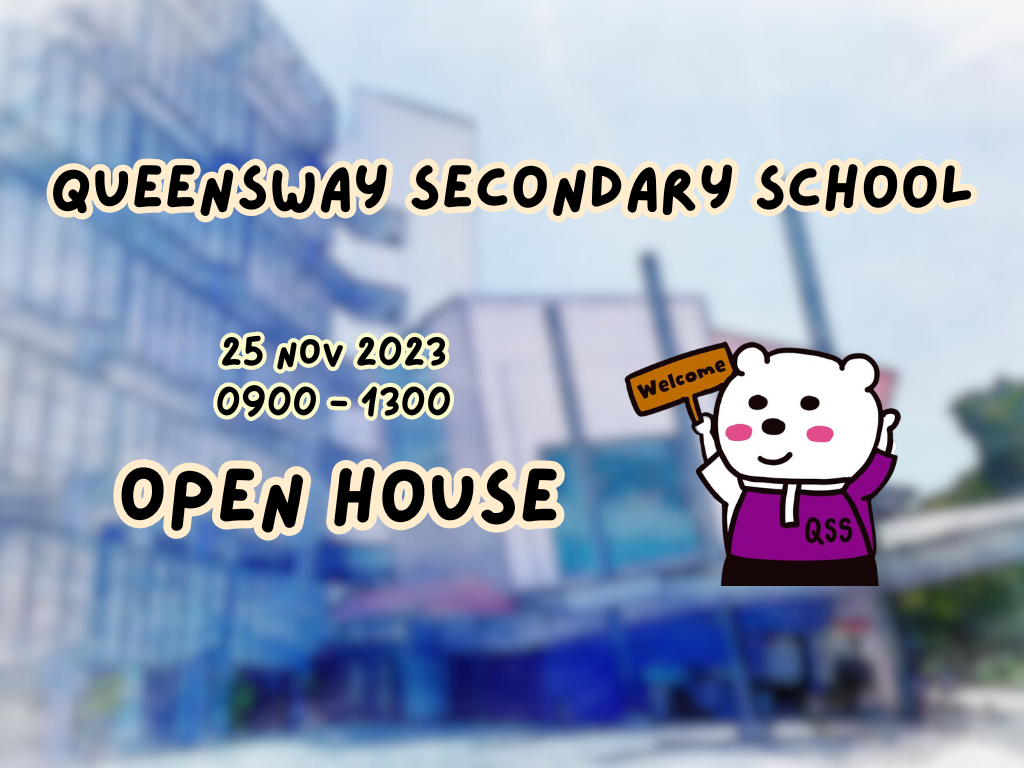 QUEENSWAY SECONDARY SCHOOL
25 NOV 2023
0900 - 1300
OPEN HOUSE
Welcome
QSS